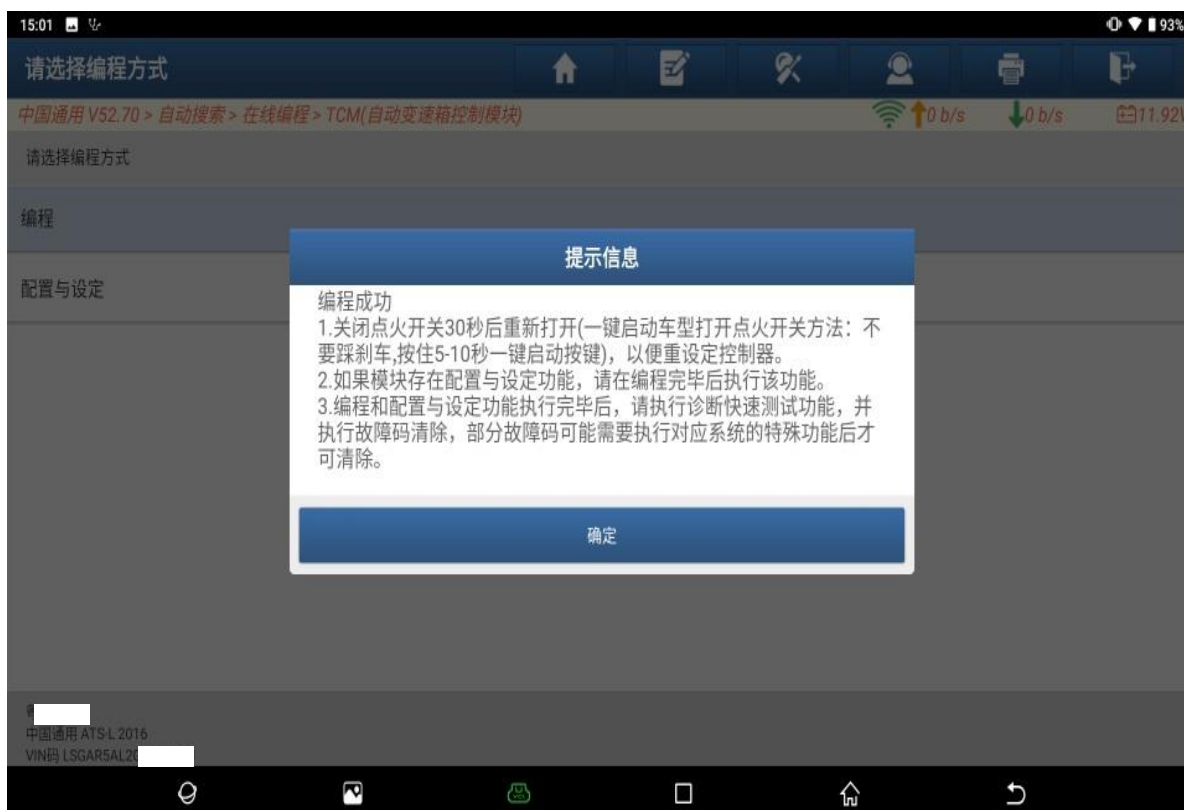 15:01
93%
请选择编程方式
中国通用 V52.70 > 自动搜索 > 在线编程 > TCM(自动变速箱控制模块)
0 b/s
0 b/s
11.92V
请选择编程方式
编程
配置与设定
提示信息
编程成功
1.关闭点火开关30秒后重新打开(一键启动车型打开点火开关方法：不
要踩刹车,按住5-10秒一键启动按键)，以便重设定控制器。
2.如果模块存在配置与设定功能，请在编程完毕后执行该功能。
3.编程和配置与设定功能执行完毕后，请执行诊断快速测试功能，并
执行故障码清除，部分故障码可能需要执行对应系统的特殊功能后才
可清除。
确定
中国通用 ATS-L 2016
VIN码 LSGAR5AL2